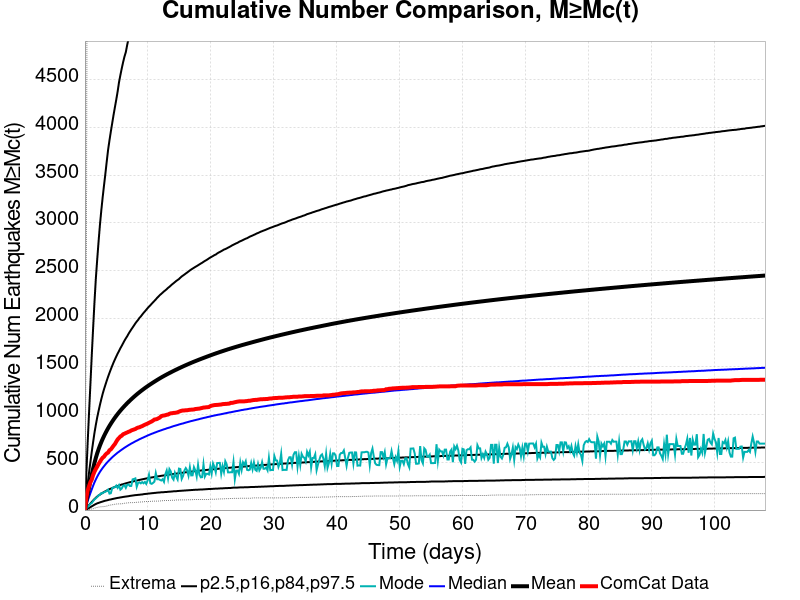 Cumulative Number Comparison, M≥Mc(t)
Cumulative Num Earthquakes M≥Mc(t)
4500
4000
3500
3000
2500
2000
1500
1000
500
0
0 10 20 30 40 50 60 70 80 90 100
Time (days)
Extrema p2.5,p16,p84,p97.5 Mode Median Mean ComCat Data